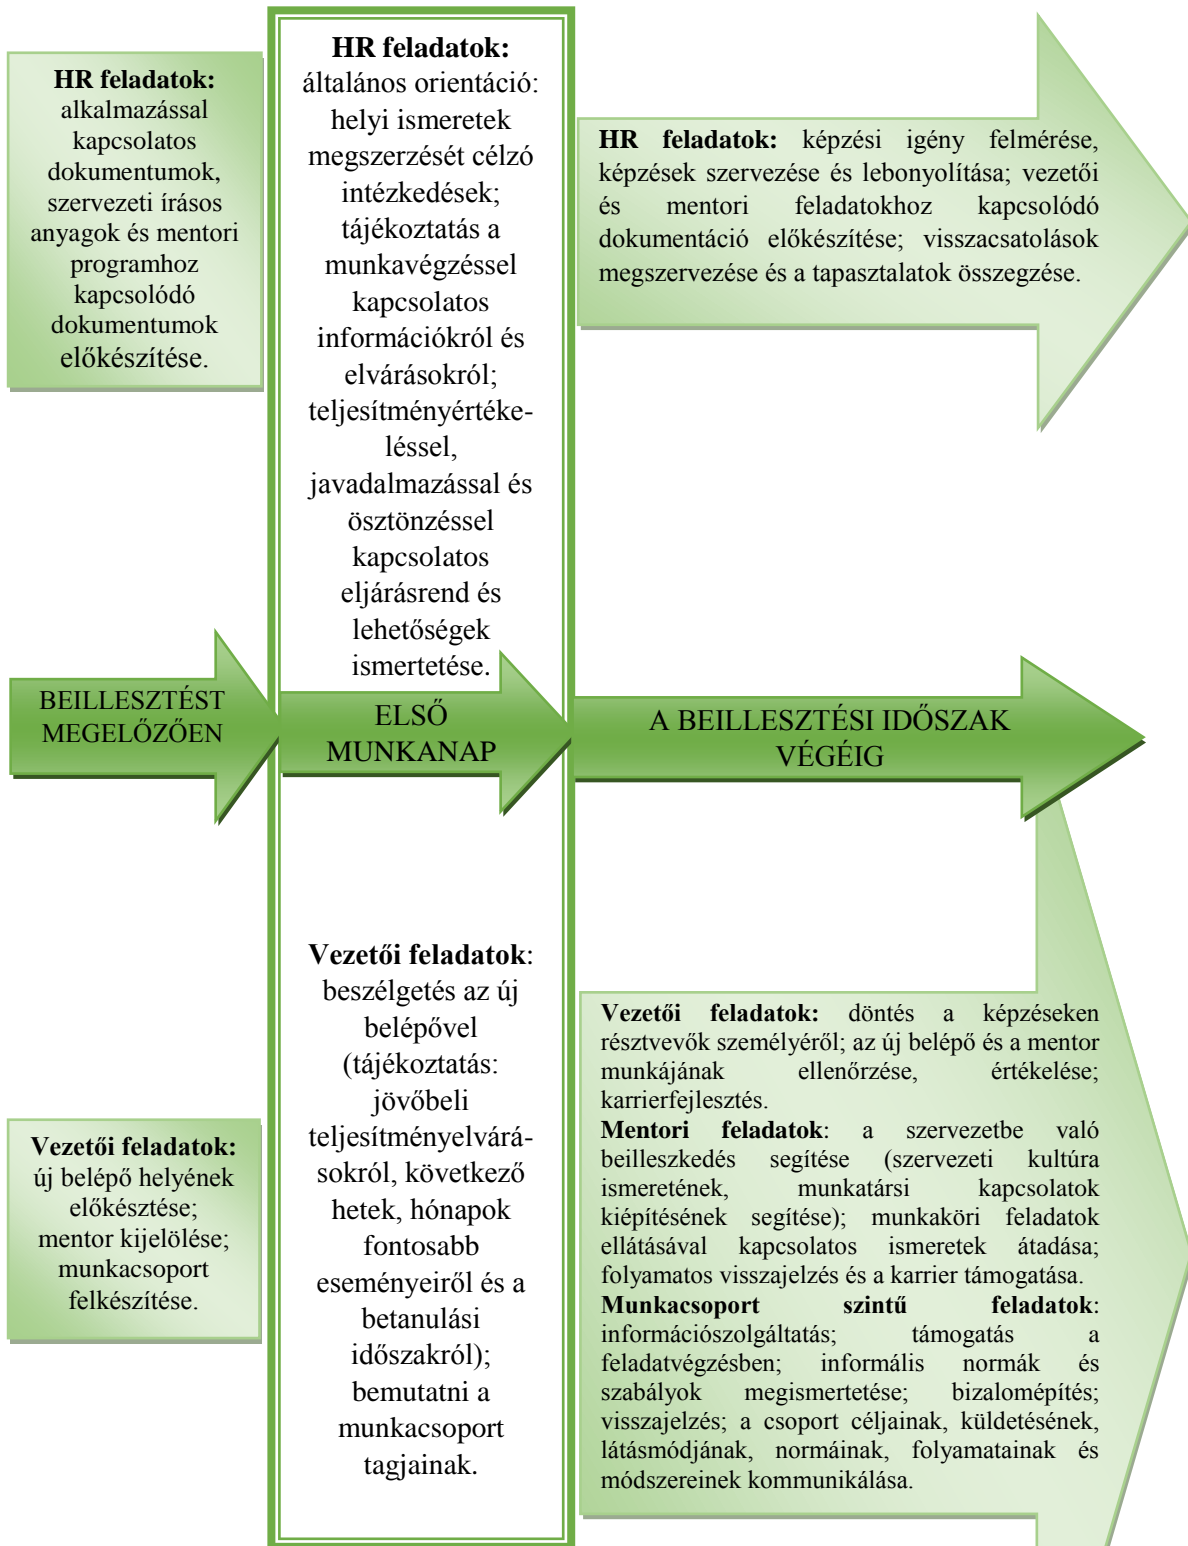 HR feladatok:
alkalmazással
kapcsolatos
dokumentumok,
szervezeti írásos
anyagok és mentori
programhoz
kapcsolódó
dokumentumok
előkészítése.
HR feladatok:
általános orientáció:
helyi ismeretek
megszerzését célzó
intézkedések;
tájékoztatás a
munkavégzéssel
kapcsolatos
információkról és
elvárásokról;
teljesítményértéke-
léssel,
javadalmazással és
ösztönzéssel
kapcsolatos
eljárásrend és
lehetőségek
ismertetése.
HR feladatok: képzési igény felmérése,
képzések szervezése és lebonyolítása; vezetői
és mentori feladatokhoz kapcsolódó
dokumentáció előkészítése; visszacsatolások
megszervezése és a tapasztalatok összegzése.
BEILLESZTÉST
MEGELŐZŐEN
ELSŐ
MUNKANAP
A BEILLESZTÉSI IDŐSZAK
VÉGÉIG
Vezetői feladatok:
új belépő helyének
előkésztése;
mentor kijelölése;
munkacsoport
felkészítése.
Vezetői feladatok:
beszélgetés az új
belépővel
(tájékoztatás:
jövőbeli
teljesítményelvárá-
sokról, következő
hetek, hónapok
fontosabb
eseményeiről és a
betanulási
időszakról);
bemutatni a
munkacsoport
tagjainak.
Vezetői feladatok: döntés a képzéseken
résztvevők személyéről; az új belépő és a mentor
munkájának ellenőrzése, értékelése;
karrierfejlesztés.
Mentori feladatok: a szervezetbe való
beilleszkedés segítése (szervezeti kultúra
ismeretének, munkatársi kapcsolatok
kiépítésének segítése); munkaköri feladatok
ellátásával kapcsolatos ismeretek átadása;
folyamatos visszajelzés és a karrier támogatása.
Munkacsoport szintű feladatok:
információszolgáltatás; támogatás a
feladatvégzésben; informális normák és
szabályok megismertetése; bizalomépítés;
visszajelzés; a csoport céljainak, küldetésének,
látásmódjának, normáinak, folyamatainak és
módszereinek kommunikálása.